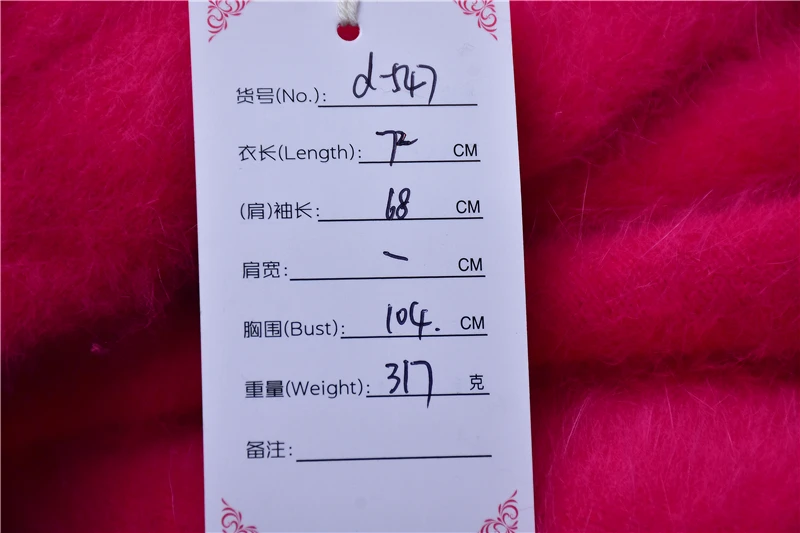 货号(No.): d-547
衣长(Length): 72 CM
(肩)袖长: 68 CM
肩宽: - CM
胸围(Bust): 104. CM
重量(Weight): 317 克
备注: